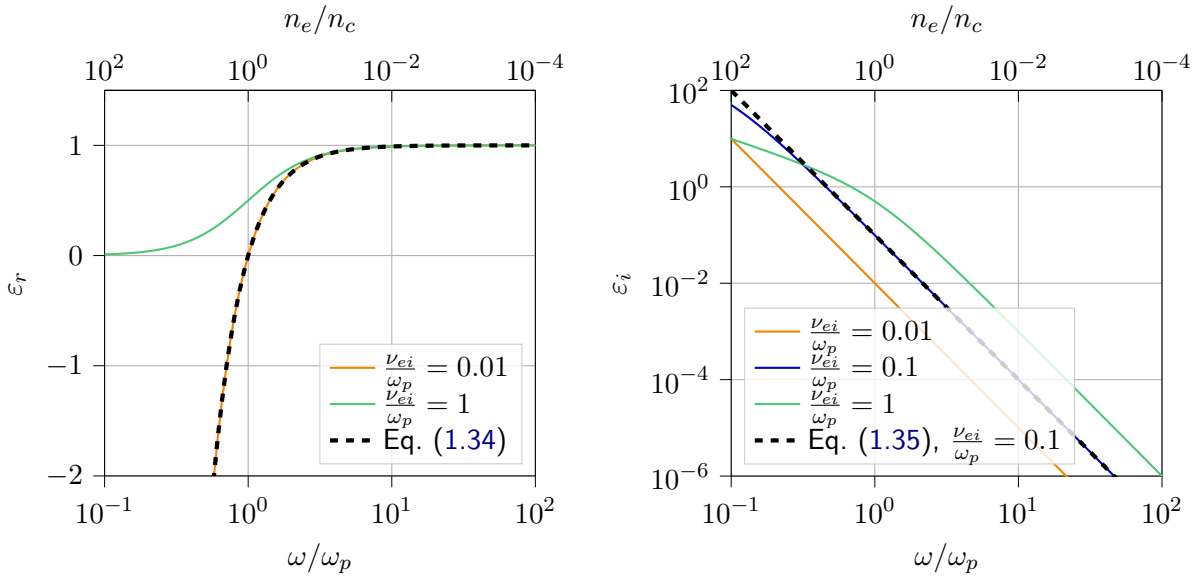 n_e/n_c
10^2 10^0 10^-2 10^-4
1
0
−1
−2
ε_r
ν_ei/ω_p = 0.01
ν_ei/ω_p = 1
Eq. (1.34)
10^−1 10^0 10^1 10^2
ω/ω_p
n_e/n_c
10^2 10^0 10^-2 10^-4
10^2
10^0
10^−2
10^−4
10^−6
ε_i
ν_ei/ω_p = 0.01
ν_ei/ω_p = 0.1
ν_ei/ω_p = 1
Eq. (1.35), ν_ei/ω_p = 0.1
10^−1 10^0 10^1 10^2
ω/ω_p